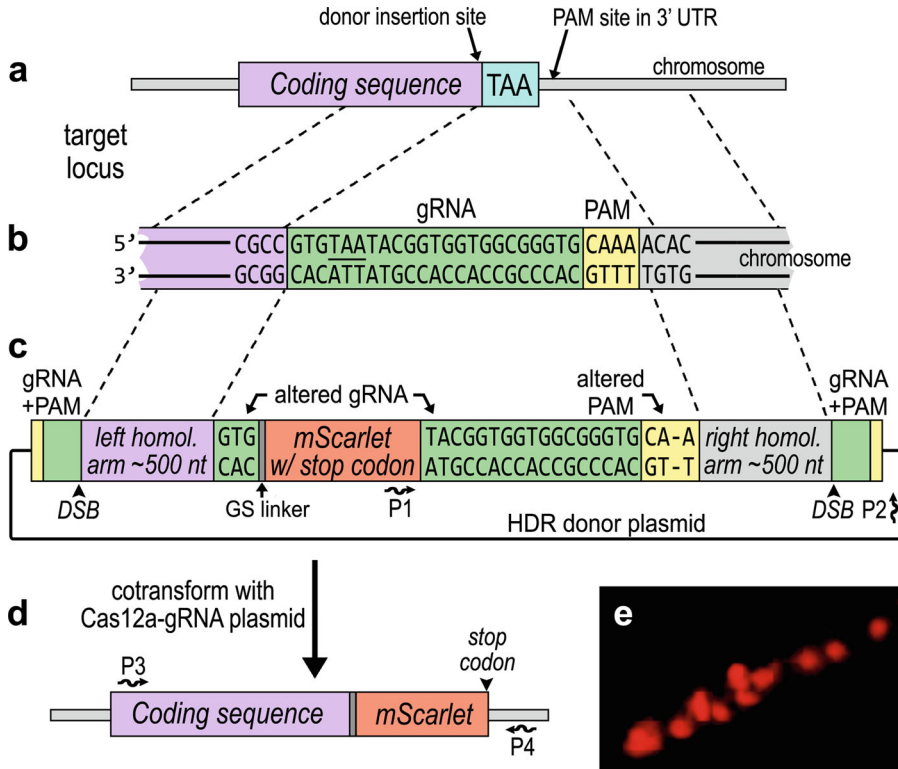 donor insertion site
PAM site in 3' UTR
a
Coding sequence
TAA
chromosome
target
locus
gRNA
PAM
b
5’ CGCC GTGTAATACGGTGGTGGCGGGTG CAAA ACAC
3’ GCGG CACATTATGCCACCACCGCCCAC GTTT TGTG
chromosome
c
gRNA
+PAM
altered gRNA
altered
PAM
gRNA
+PAM
left homol.
arm ~500 nt
GTG
CAC
mScarlet
w/ stop codon
TACGGTGGTGGCGGGTG
ATGCCACCACCGCCCAC
CA-A
GT-T
right homol.
arm ~500 nt
DSB
GS linker
P1
DSB
P2
HDR donor plasmid
cotransform with
Cas12a-gRNA plasmid
d
P3
stop
codon
Coding sequence
mScarlet
P4
e